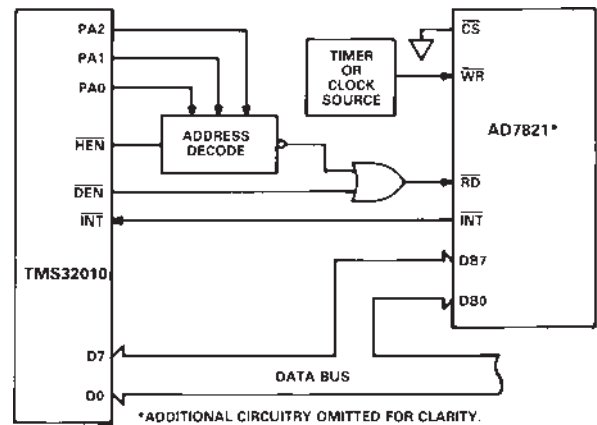 PA2
PA1
PA0
HEN
DEN
INT
TMS32010
D7
D0
ADDRESS
DECODE
TIMER
OR
CLOCK
SOURCE
CS
WR
AD7821*
RD
INT
DB7
DB0
DATA BUS
*ADDITIONAL CIRCUITRY OMITTED FOR CLARITY.